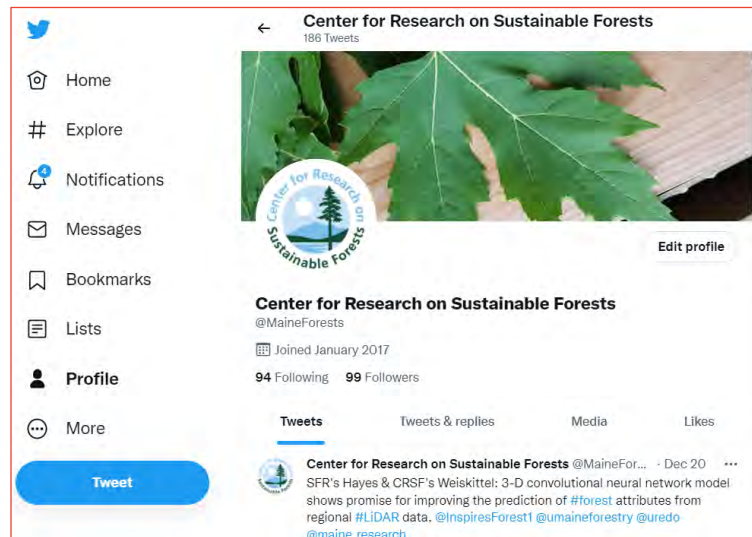 Center for Research on Sustainable Forests
186 Tweets
Home
Explore
4
Notifications
Messages
Bookmarks
Lists
Profile
More
Tweet
Center for Research on
Sustainable Forests
Edit profile
Center for Research on Sustainable Forests
@MaineForests
Joined January 2017
94 Following 99 Followers
Tweets Tweets & replies Media Likes
Center for Research on Sustainable Forests @MaineFor... · Dec 20 ···
SFR's Hayes & CRSF's Weiskittel: 3-D convolutional neural network model
shows promise for improving the prediction of #forest attributes from
regional #LiDAR data. @InspiresForest1 @umaineforestry @uredo
@maine_research